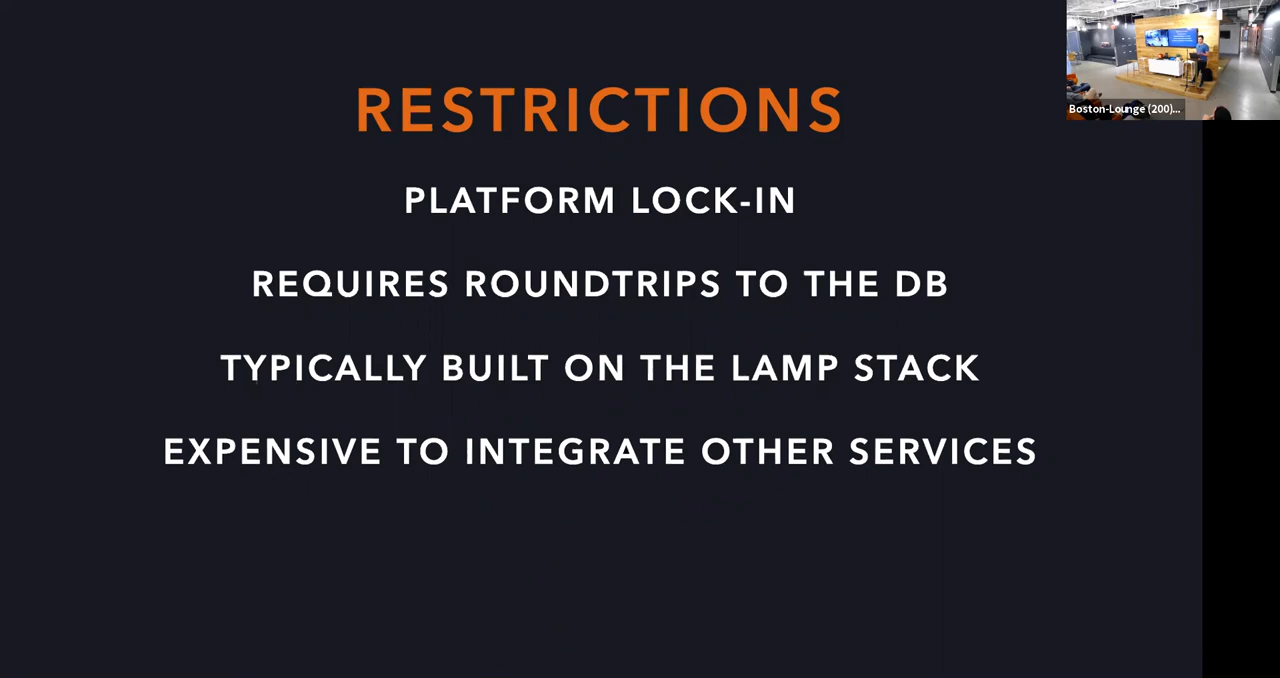 RESTRICTIONS
PLATFORM LOCK-IN
REQUIRES ROUNDTRIPS TO THE DB
TYPICALLY BUILT ON THE LAMP STACK
EXPENSIVE TO INTEGRATE OTHER SERVICES
Boston-Lounge (200)...